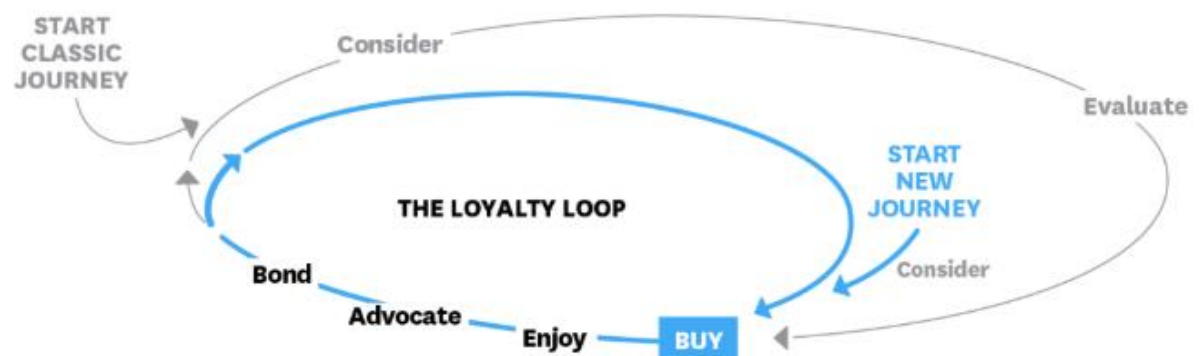 START
CLASSIC
JOURNEY
Consider
Evaluate
START
NEW
JOURNEY
THE LOYALTY LOOP
Consider
Bond
Advocate
Enjoy
BUY